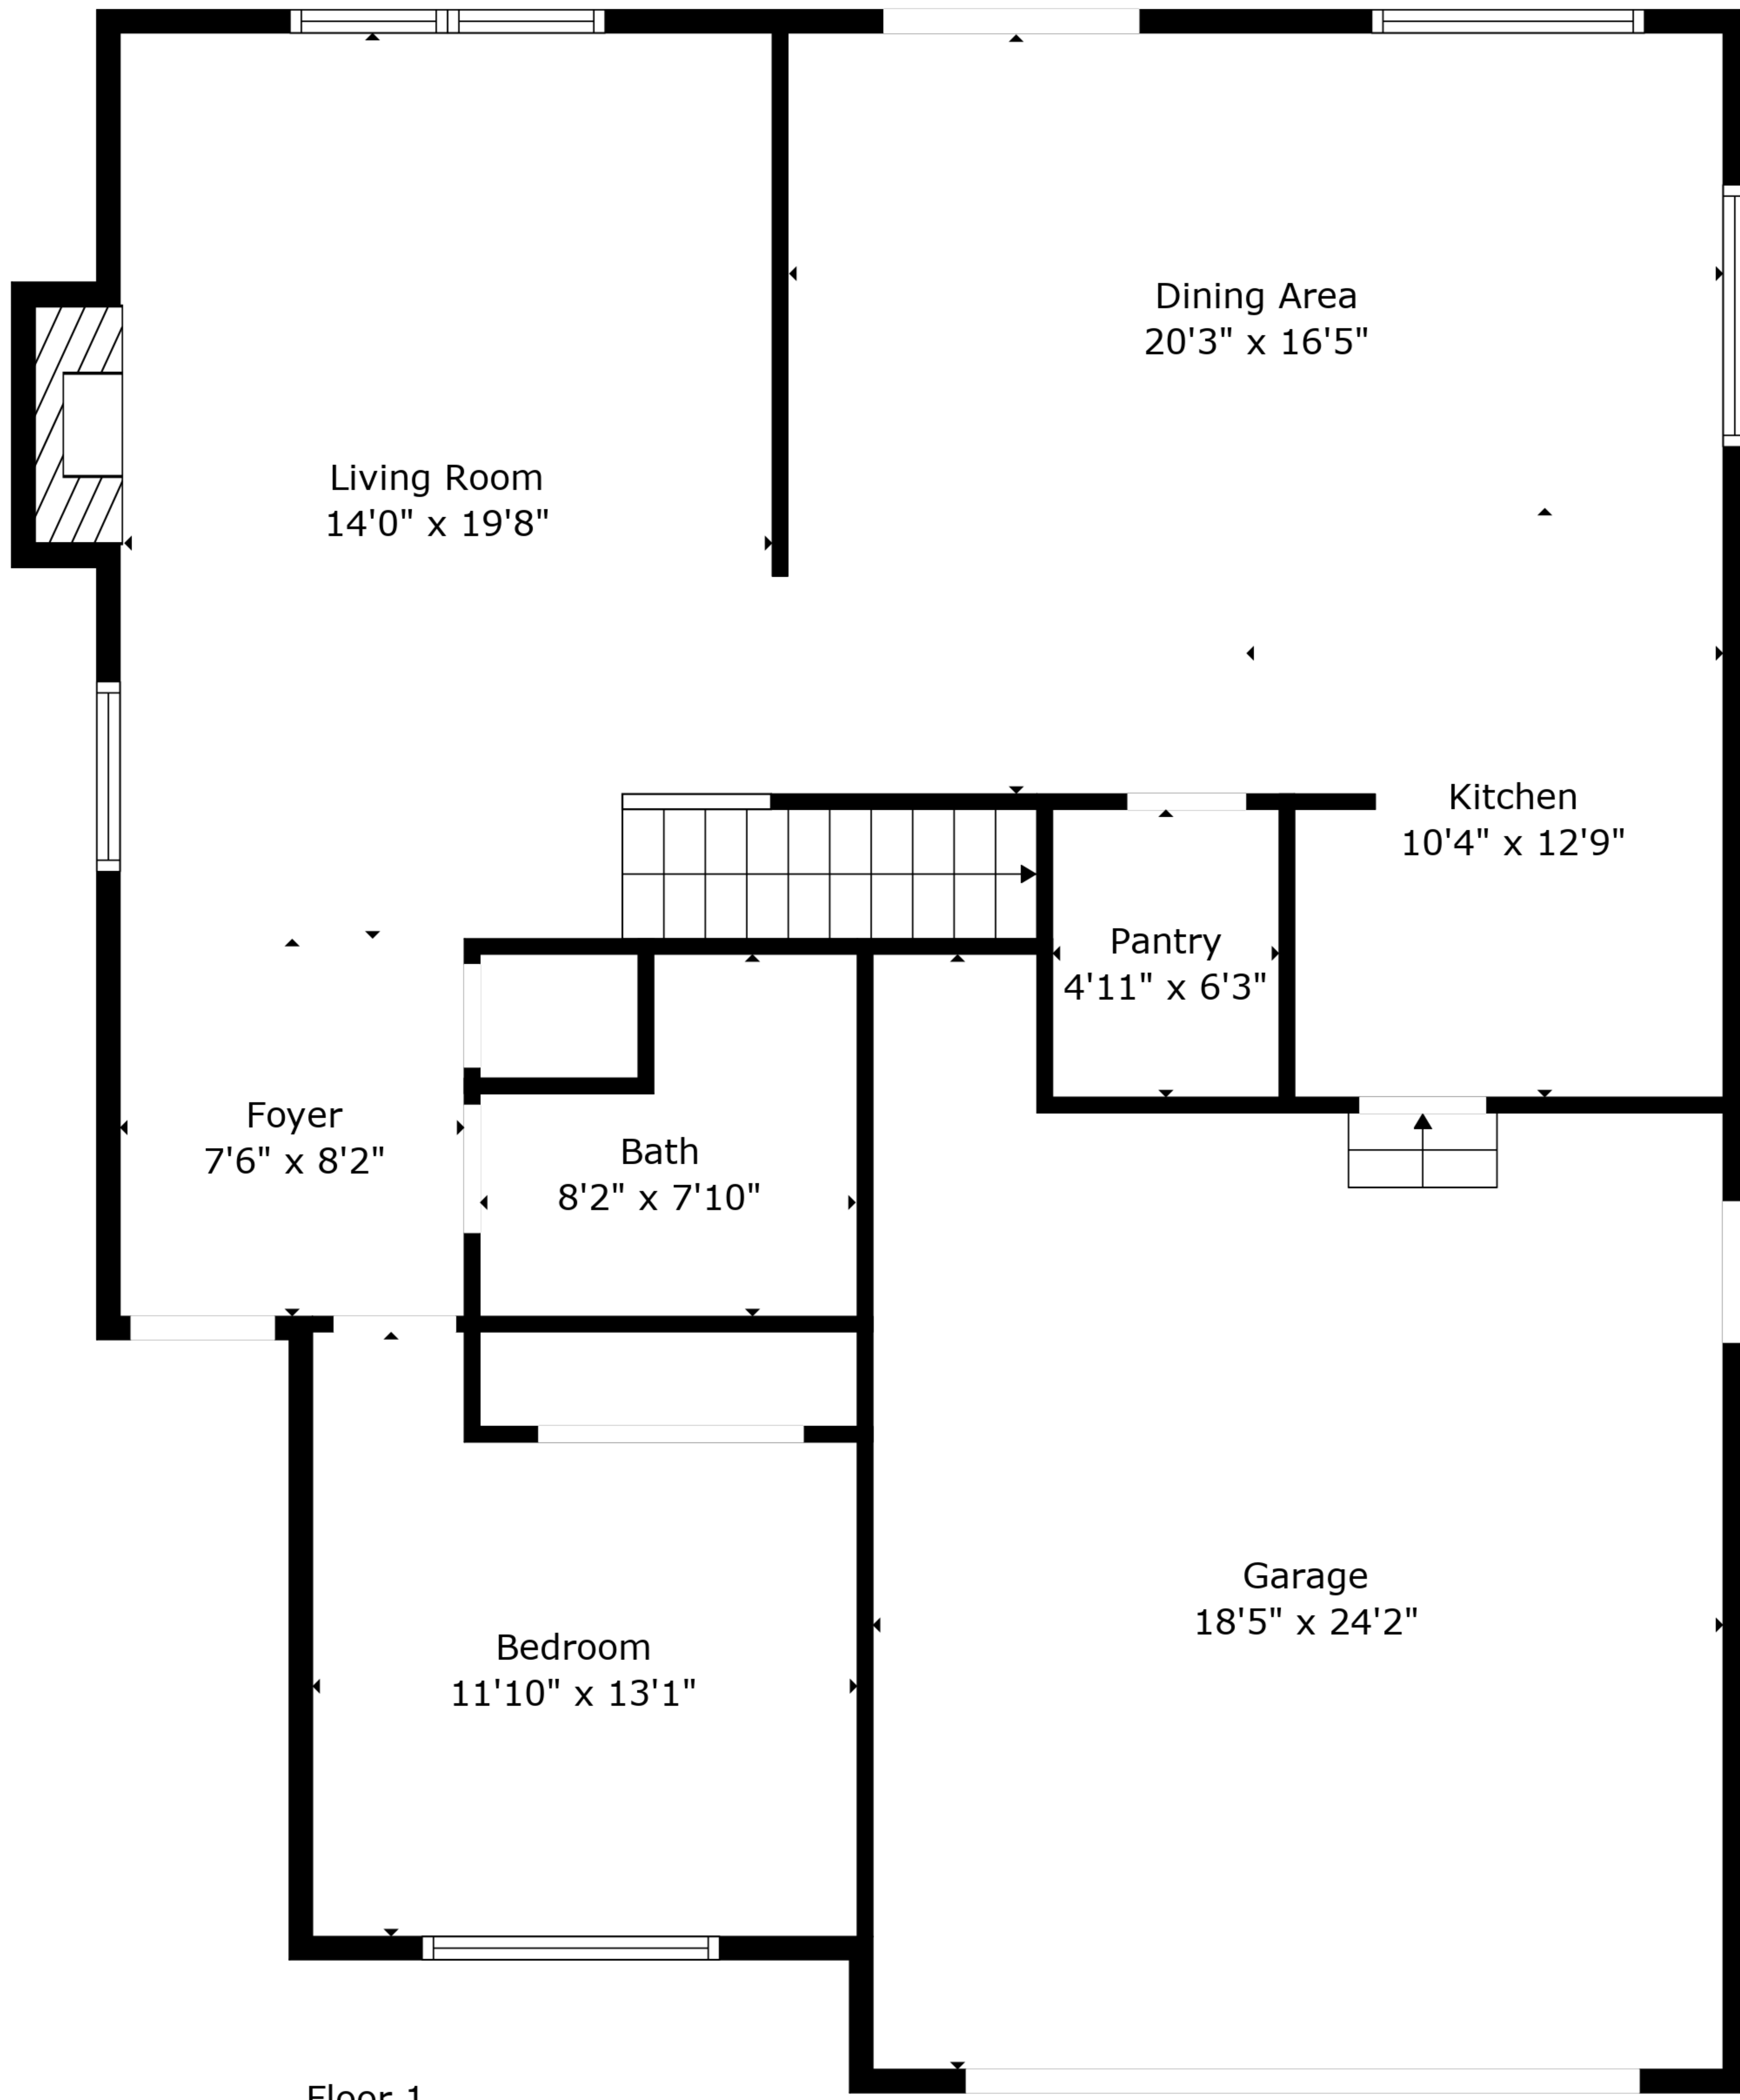 Dining Area
20'3" x 16'5"
Living Room
14'0" x 19'8"
Kitchen
10'4" x 12'9"
Pantry
4'11" x 6'3"
Foyer
7'6" x 8'2"
Bath
8'2" x 7'10"
Garage
18'5" x 24'2"
Bedroom
11'10" x 13'1"
Floor 1